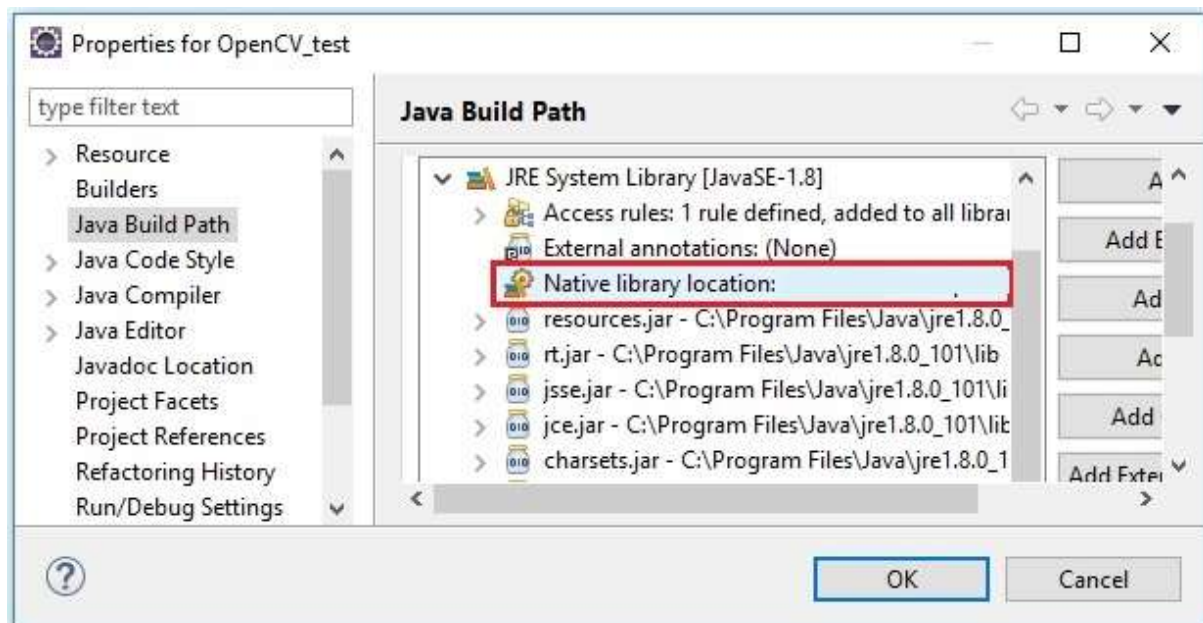 Properties for OpenCV_test
type filter text
Resource
Builders
Java Build Path
Java Code Style
Java Compiler
Java Editor
Javadoc Location
Project Facets
Project References
Refactoring History
Run/Debug Settings
Java Build Path
JRE System Library [JavaSE-1.8]
Access rules: 1 rule defined, added to all librar
External annotations: (None)
Native library location:
resources.jar - C:\Program Files\Java\jre1.8.0_
rt.jar - C:\Program Files\Java\jre1.8.0_101\lib
jsse.jar - C:\Program Files\Java\jre1.8.0_101\li
jce.jar - C:\Program Files\Java\jre1.8.0_101\lib
charsets.jar - C:\Program Files\Java\jre1.8.0_1
A
Add E
Ad
Ac
Add
Add Exter
OK
Cancel